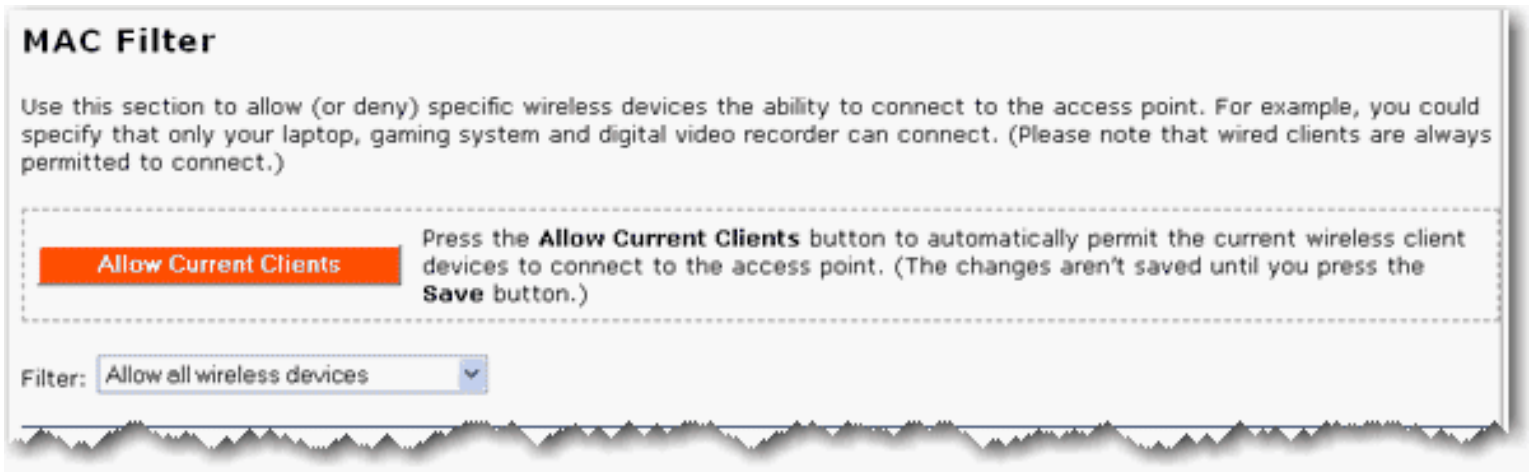 MAC Filter
Use this section to allow (or deny) specific wireless devices the ability to connect to the access point. For example, you could
specify that only your laptop, gaming system and digital video recorder can connect. (Please note that wired clients are always
permitted to connect.)
Allow Current Clients
Press the Allow Current Clients button to automatically permit the current wireless client
devices to connect to the access point. (The changes aren't saved until you press the
Save button.)
Filter: Allow all wireless devices